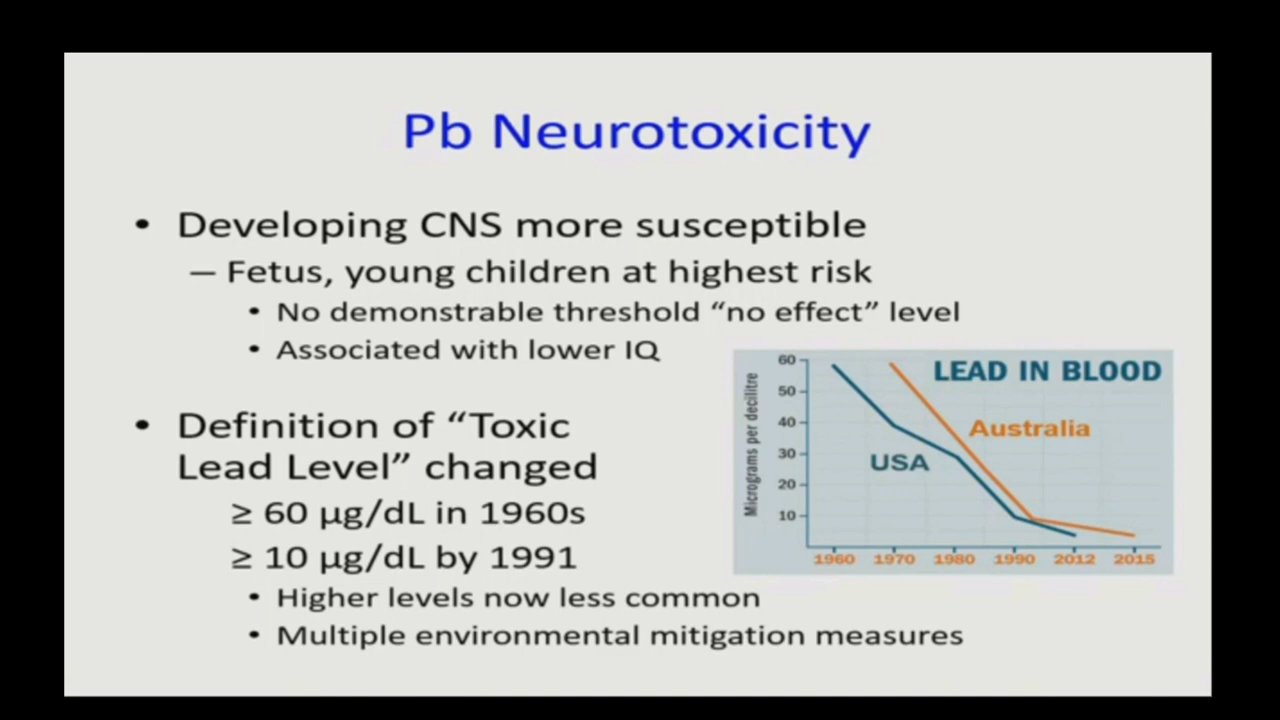 Pb Neurotoxicity
• Developing CNS more susceptible
– Fetus, young children at highest risk
• No demonstrable threshold “no effect” level
• Associated with lower IQ
• Definition of “Toxic
Lead Level” changed
≥ 60 µg/dL in 1960s
≥ 10 µg/dL by 1991
• Higher levels now less common
• Multiple environmental mitigation measures
LEAD IN BLOOD
Micrograms per decilitre
60
50
40
30
20
10
Australia
USA
1960 1970 1980 1990 2012 2015